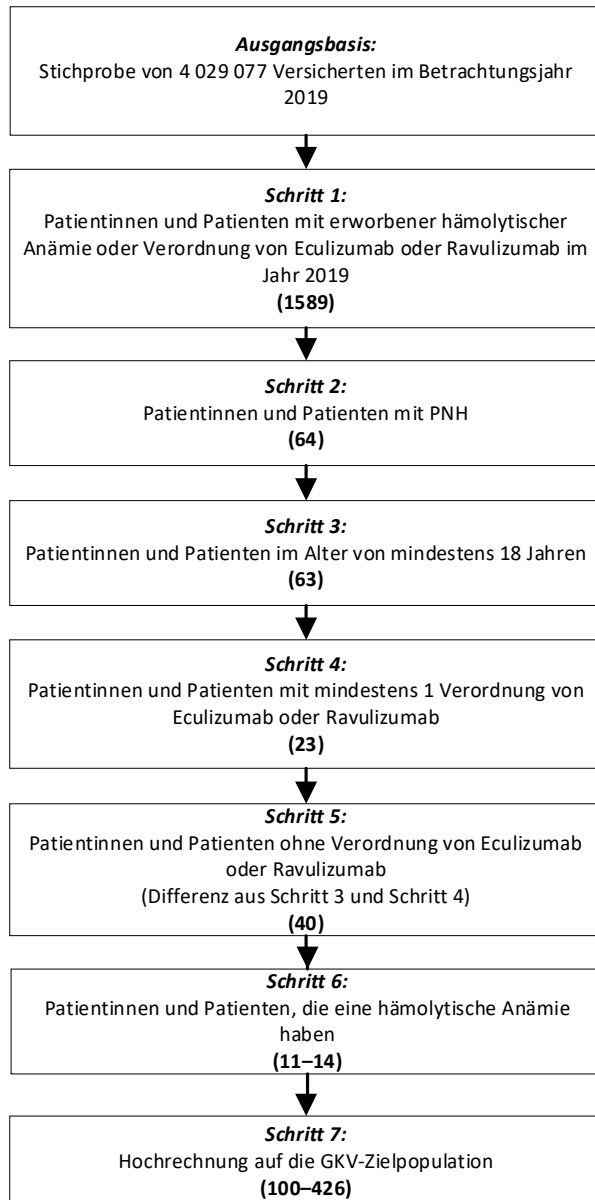 Ausgangsbasis:
Stichprobe von 4 029 077 Versicherten im Betrachtungsjahr
2019
Schritt 1:
Patientinnen und Patienten mit erworbener hämolytischer
Anämie oder Verordnung von Eculizumab oder Ravulizumab im
Jahr 2019
(1589)
Schritt 2:
Patientinnen und Patienten mit PNH
(64)
Schritt 3:
Patientinnen und Patienten im Alter von mindestens 18 Jahren
(63)
Schritt 4:
Patientinnen und Patienten mit mindestens 1 Verordnung von
Eculizumab oder Ravulizumab
(23)
Schritt 5:
Patientinnen und Patienten ohne Verordnung von Eculizumab
oder Ravulizumab
(Differenz aus Schritt 3 und Schritt 4)
(40)
Schritt 6:
Patientinnen und Patienten, die eine hämolytische Anämie
haben
(11–14)
Schritt 7:
Hochrechnung auf die GKV-Zielpopulation
(100–426)